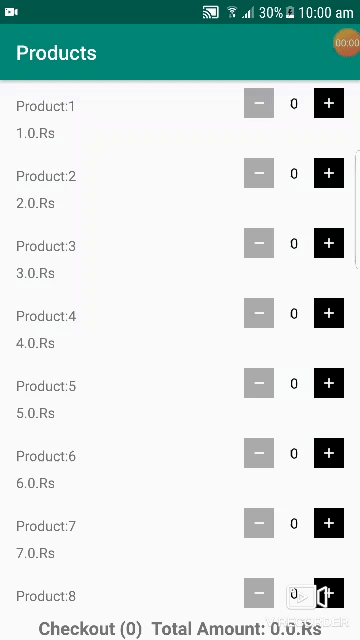 30% 10:00 am
Products
00:00
Product:1
− 0 +
1.0.Rs
Product:2
− 0 +
2.0.Rs
Product:3
− 0 +
3.0.Rs
Product:4
− 0 +
4.0.Rs
Product:5
− 0 +
5.0.Rs
Product:6
− 0 +
6.0.Rs
Product:7
− 0 +
7.0.Rs
Product:8
− 0 +
RECORDER
Checkout (0) Total Amount: 0.0.Rs